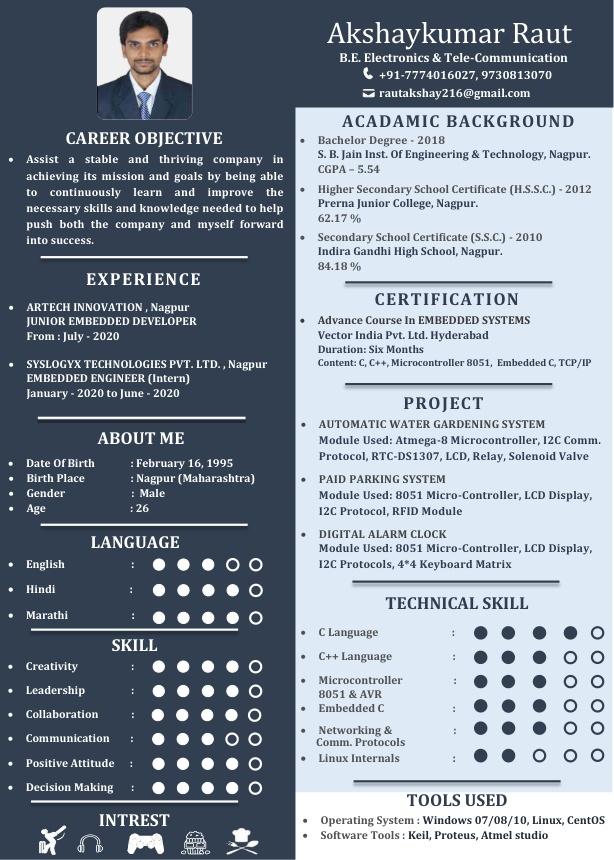 Akshaykumar Raut
B.E. Electronics & Tele-Communication
+91-7774016027, 9730813070
rautakshay216@gmail.com
CAREER OBJECTIVE
• Assist a stable and thriving company in
achieving its mission and goals by being able
to continuously learn and improve the
necessary skills and knowledge needed to help
push both the company and myself forward
into success.
EXPERIENCE
• ARTECH INNOVATION , Nagpur
JUNIOR EMBEDDED DEVELOPER
From : July - 2020
• SYSLOGYX TECHNOLOGIES PVT. LTD. , Nagpur
EMBEDDED ENGINEER (Intern)
January - 2020 to June - 2020
ABOUT ME
• Date Of Birth : February 16, 1995
• Birth Place : Nagpur (Maharashtra)
• Gender : Male
• Age : 26
LANGUAGE
• English :
• Hindi :
• Marathi :
SKILL
• Creativity :
• Leadership :
• Collaboration :
• Communication :
• Positive Attitude :
• Decision Making :
INTREST
ACADAMIC BACKGROUND
• Bachelor Degree - 2018
S. B. Jain Inst. Of Engineering & Technology, Nagpur.
CGPA – 5.54
• Higher Secondary School Certificate (H.S.S.C.) - 2012
Prerna Junior College, Nagpur.
62.17 %
• Secondary School Certificate (S.S.C.) - 2010
Indira Gandhi High School, Nagpur.
84.18 %
CERTIFICATION
• Advance Course In EMBEDDED SYSTEMS
Vector India Pvt. Ltd. Hyderabad
Duration: Six Months
Content: C, C++, Microcontroller 8051, Embedded C, TCP/IP
PROJECT
• AUTOMATIC WATER GARDENING SYSTEM
Module Used: Atmega-8 Microcontroller, I2C Comm.
Protocol, RTC-DS1307, LCD, Relay, Solenoid Valve
• PAID PARKING SYSTEM
Module Used: 8051 Micro-Controller, LCD Display,
I2C Protocol, RFID Module
• DIGITAL ALARM CLOCK
Module Used: 8051 Micro-Controller, LCD Display,
I2C Protocols, 4*4 Keyboard Matrix
TECHNICAL SKILL
• C Language :
• C++ Language :
• Microcontroller :
8051 & AVR
• Embedded C :
• Networking & :
Comm. Protocols
• Linux Internals :
TOOLS USED
• Operating System : Windows 07/08/10, Linux, CentOS
• Software Tools : Keil, Proteus, Atmel studio